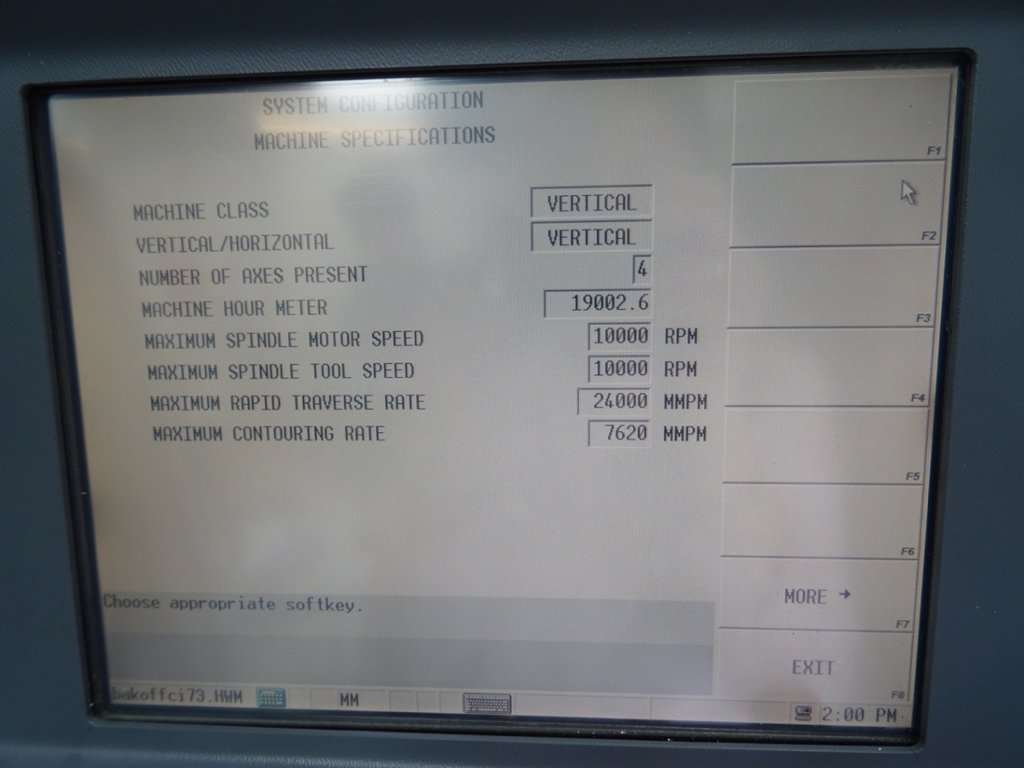 SYSTEM CONFIGURATION
MACHINE SPECIFICATIONS
MACHINE CLASS VERTICAL
VERTICAL/HORIZONTAL VERTICAL
NUMBER OF AXES PRESENT 4
MACHINE HOUR METER 19002.6
MAXIMUM SPINDLE MOTOR SPEED 10000 RPM
MAXIMUM SPINDLE TOOL SPEED 10000 RPM
MAXIMUM RAPID TRAVERSE RATE 24000 MMPM
MAXIMUM CONTOURING RATE 7620 MMPM
F1
F2
F3
F4
F5
F6
MORE →
F7
EXIT
F8
Choose appropriate softkey.
bakoffci73.HWM MM 2:00 PM